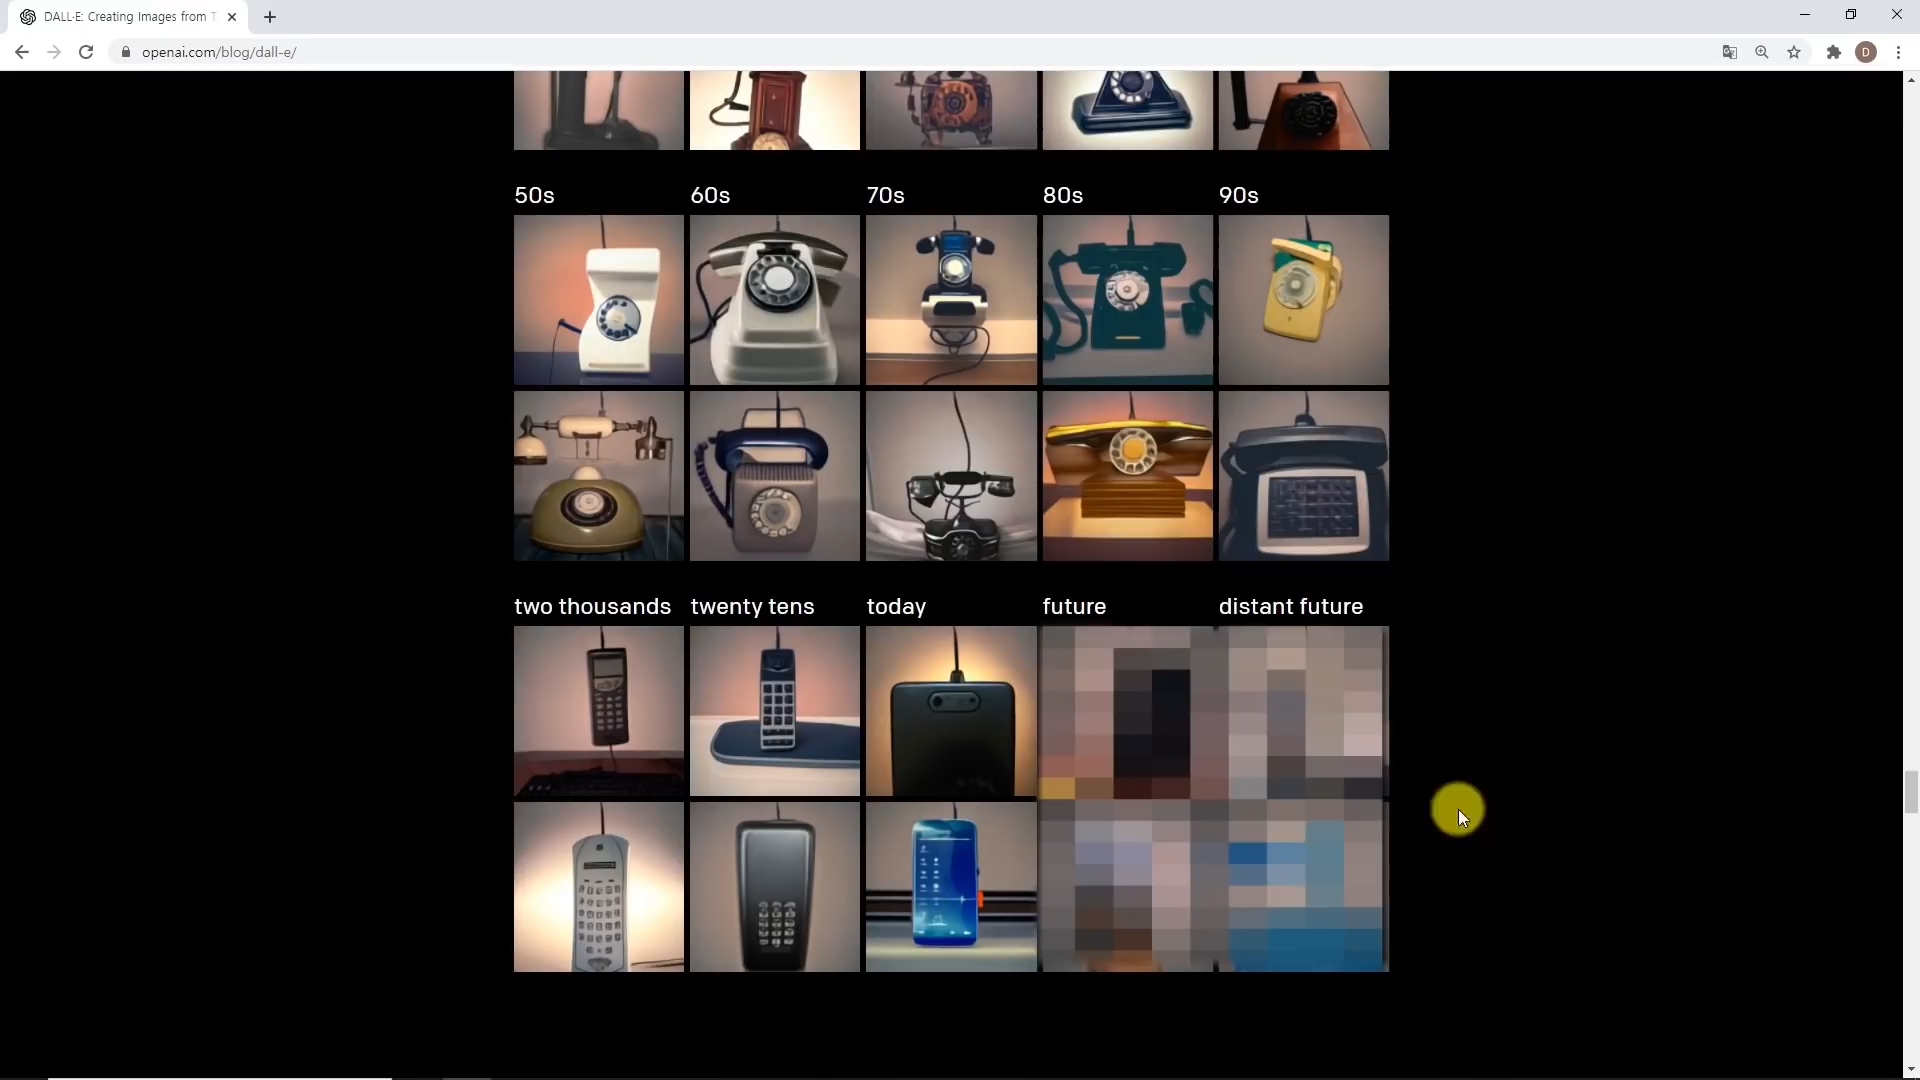 DALL·E: Creating Images from T
openai.com/blog/dall-e/
D
50s
60s
70s
80s
90s
two thousands
twenty tens
today
future
distant future